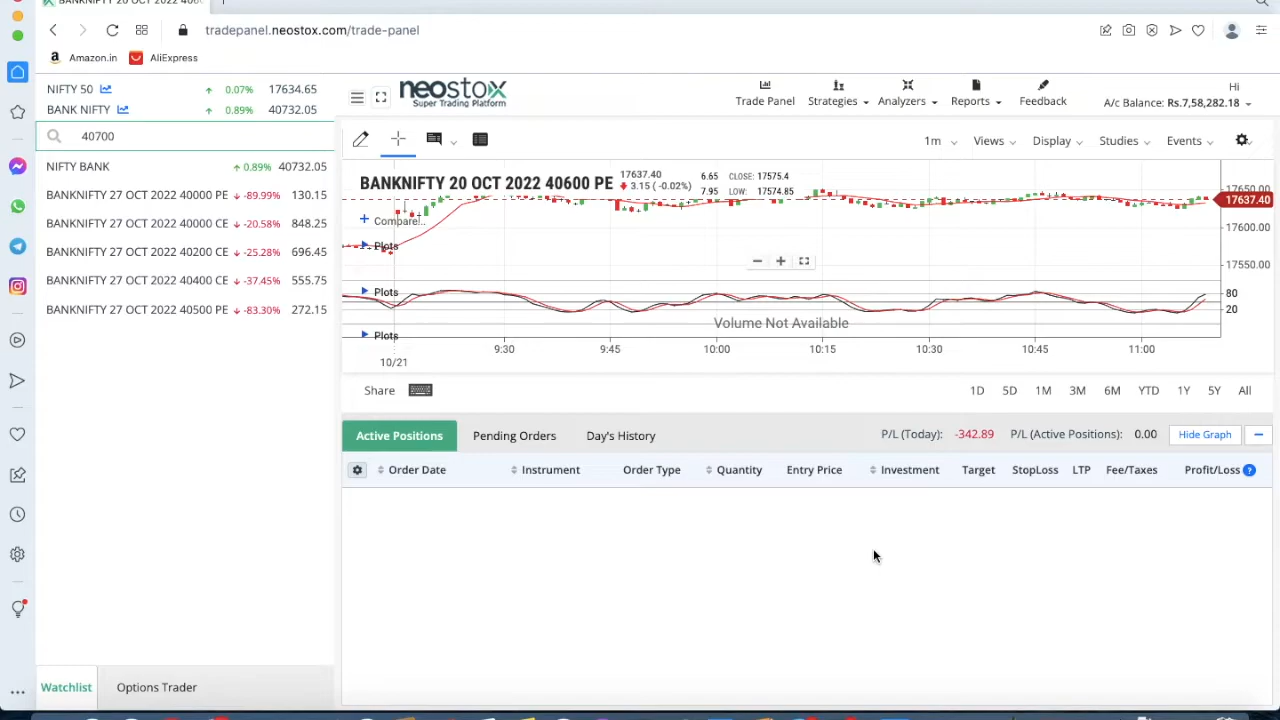 BANKNIFTY 20 OCT 2022 4060
tradepanel.neostox.com/trade-panel
Amazon.in
AliExpress
NIFTY 50 0.07% 17634.65
BANK NIFTY 0.89% 40732.05
40700
NIFTY BANK 0.89% 40732.05
BANKNIFTY 27 OCT 2022 40000 PE -89.99% 130.15
BANKNIFTY 27 OCT 2022 40000 CE -20.58% 848.25
BANKNIFTY 27 OCT 2022 40200 CE -25.28% 696.45
BANKNIFTY 27 OCT 2022 40400 CE -37.45% 555.75
BANKNIFTY 27 OCT 2022 40500 PE -83.30% 272.15
Watchlist
Options Trader
neostox
Super Trading Platform
Trade Panel
Strategies
Analyzers
Reports
Feedback
Hi
A/c Balance: Rs.7,58,282.18
1m
Views
Display
Studies
Events
BANKNIFTY 20 OCT 2022 40600 PE
17637.40
3.15 ( -0.02%)
6.65 CLOSE: 17575.4
7.95 LOW: 17574.85
Compare...
Plots
Plots
Volume Not Available
Plots
17650.00
17637.40
17600.00
17550.00
80
20
9:30 9:45 10:00 10:15 10:30 10:45 11:00
10/21
Share
1D 5D 1M 3M 6M YTD 1Y 5Y All
Active Positions
Pending Orders
Day's History
P/L (Today): -342.89
P/L (Active Positions): 0.00
Hide Graph
Order Date Instrument Order Type Quantity Entry Price Investment Target StopLoss LTP Fee/Taxes Profit/Loss ?